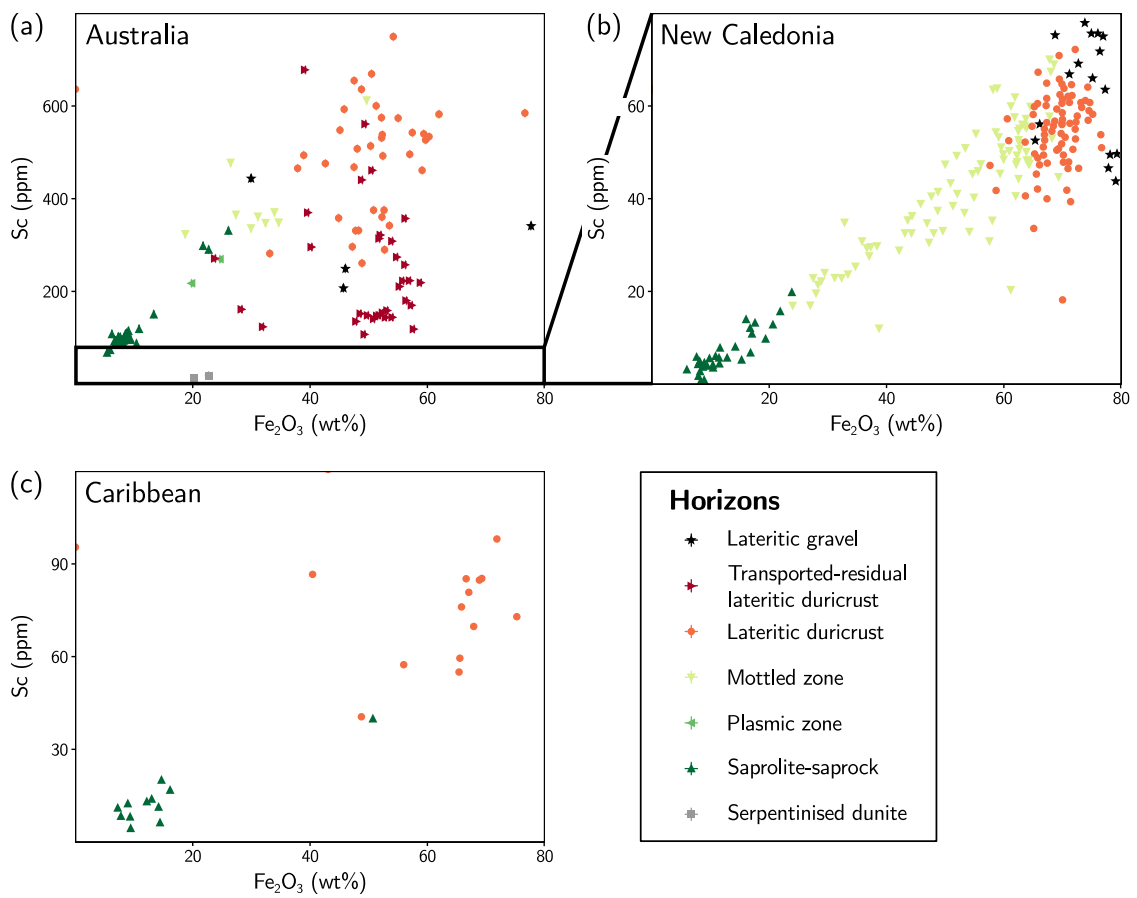 (a)
Australia
600
400
200
Sc (ppm)
20
40
60
80
Fe₂O₃ (wt%)
(b)
New Caledonia
60
40
20
Sc (ppm)
20
40
60
80
Fe₂O₃ (wt%)
(c)
Caribbean
90
60
30
Sc (ppm)
20
40
60
80
Fe₂O₃ (wt%)
Horizons
Lateritic gravel
Transported-residual
lateritic duricrust
Lateritic duricrust
Mottled zone
Plasmic zone
Saprolite-saprock
Serpentinised dunite